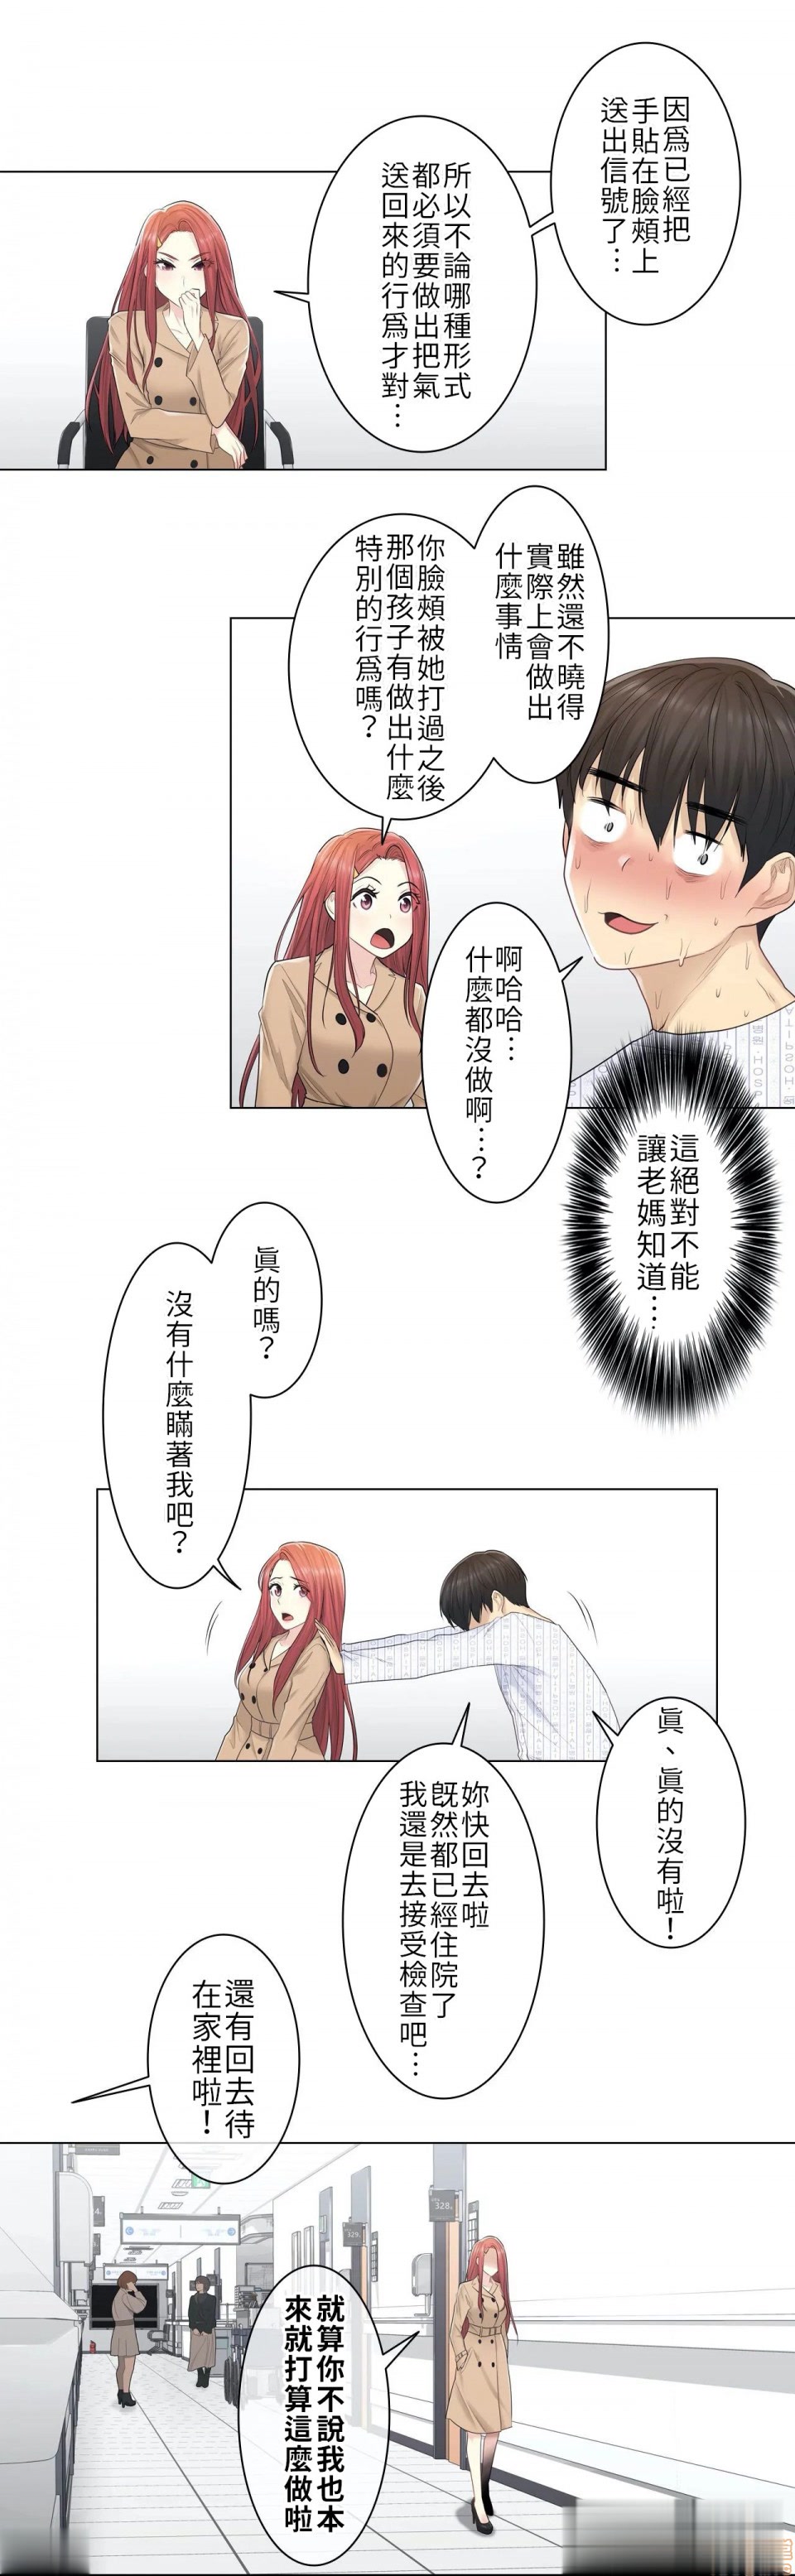 因爲已經把
手貼在臉頰上
送出信號了…
所以不論哪種形式
都必須要做出把氣
送回來的行爲才對…
雖然還不曉得
實際上會做出
什麼事情
你臉頰被她打過之後
那個孩子有做出什麼
特別的行爲嗎？
啊哈哈…
什麼都沒做啊…？
這絕對不能
讓老媽知道…
眞的嗎？
沒有什麼瞞著我吧？
眞、眞的沒有啦！
妳快回去啦
既然都已經住院了
我還是去接受檢查吧…
還有回去待
在家裡啦！
328
329
就算你不說我也本
來就打算這麼做啦